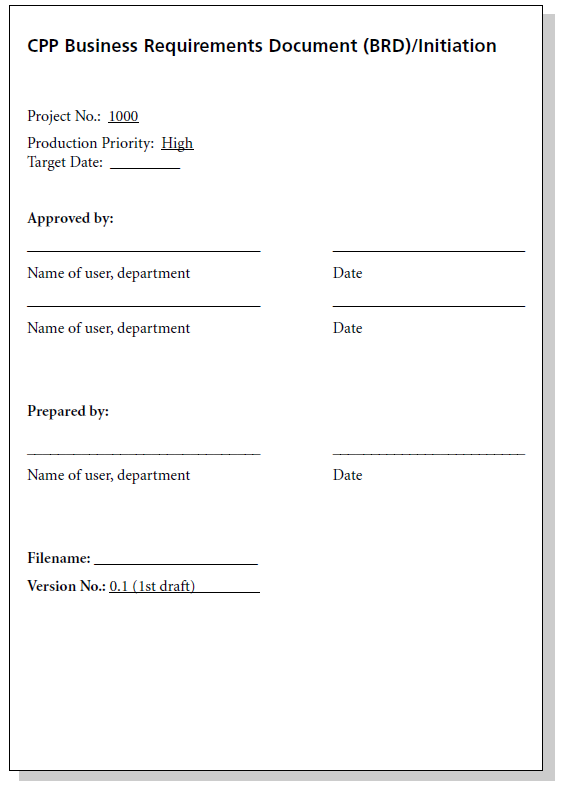 CPP Business Requirements Document (BRD)/Initiation
Project No.: 1000
Production Priority: High
Target Date:
Approved by:
Name of user, department Date
Name of user, department Date
Prepared by:
Name of user, department Date
Filename:
Version No.: 0.1 (1st draft)